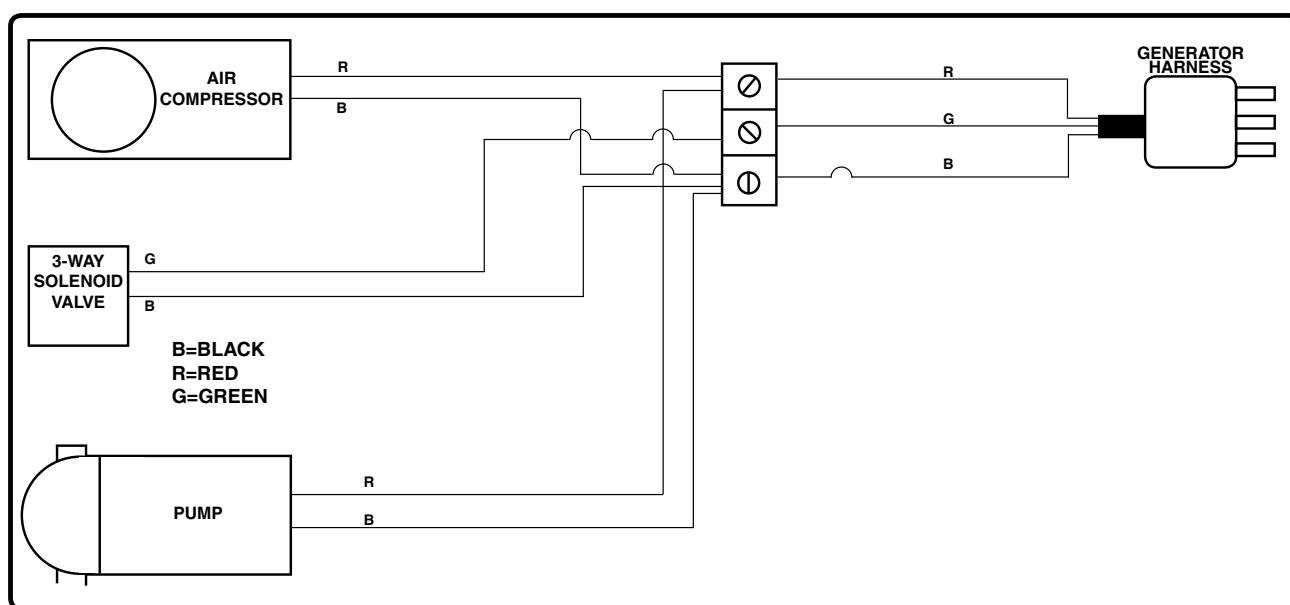 AIR
COMPRESSOR
R
B
GENERATOR
HARNESS
R
G
B
3-WAY
SOLENOID
VALVE
G
B
B=BLACK
R=RED
G=GREEN
PUMP
R
B